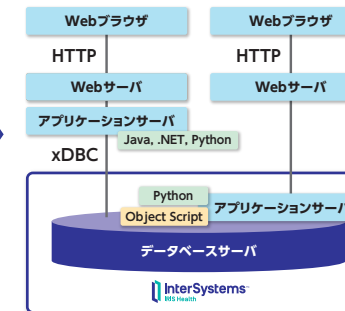 Webブラウザ
Webブラウザ
HTTP
HTTP
Webサーバ
Webサーバ
アプリケーションサーバ
Java, .NET, Python
xDBC
Python
アプリケーションサーバ
Object Script
データベースサーバ
InterSystems
IRIS Health